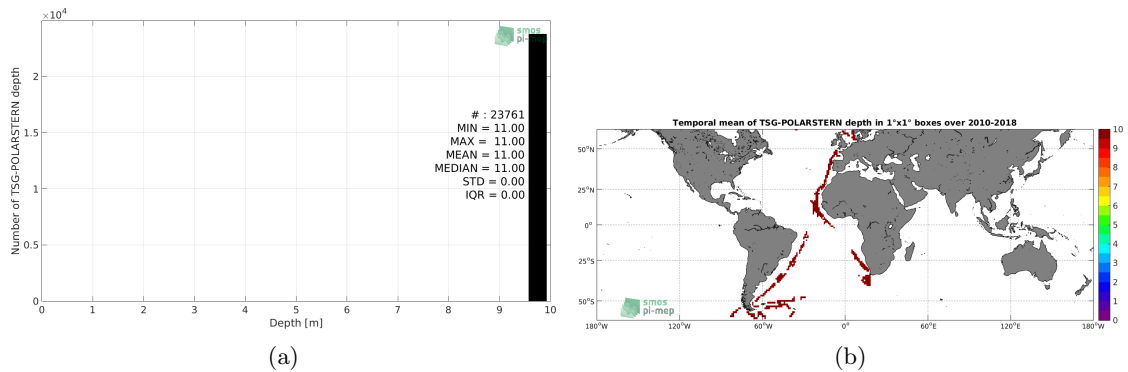 ×10⁴
2
1.5
1
0.5
0
Number of TSG-POLARSTERN depth
smos
pi-mep
# : 23761
MIN = 11.00
MAX = 11.00
MEAN = 11.00
MEDIAN = 11.00
STD = 0.00
IQR = 0.00
0 1 2 3 4 5 6 7 8 9 10
Depth [m]
(a)
Temporal mean of TSG-POLARSTERN depth in 1°x1° boxes over 2010-2018
50°N
25°N
0°
25°S
50°S
smos
pi-mep
180°W 120°W 60°W 0° 60°E 120°E 180°W
10
9
8
7
6
5
4
3
2
1
0
(b)